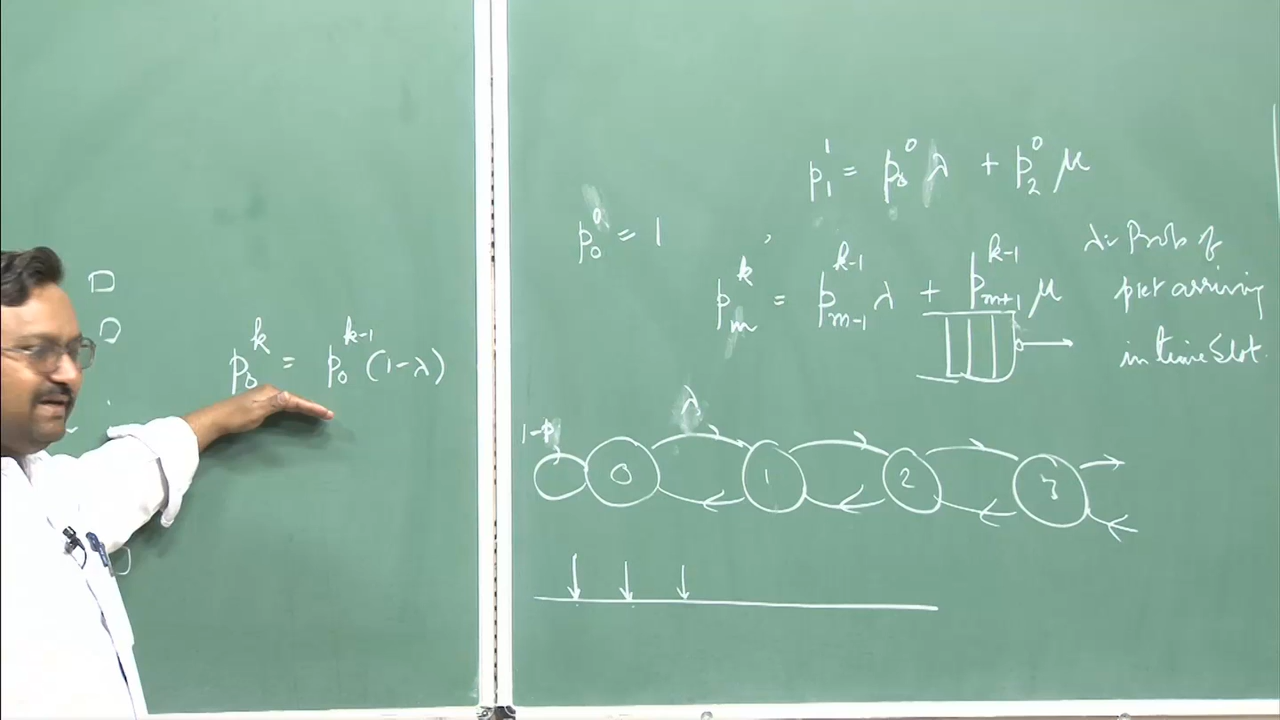 p_0^k = p_0^{k-1} (1-λ)
p_1^1 = p_0^0 λ + p_2^0 μ
p_0^0 = 1 ,
p_m^k = p_{m-1}^{k-1} λ + p_{m+1}^{k-1} μ
λ - Prob of
pkt arriving
in time slot.
λ
1-p
0 1 2 3